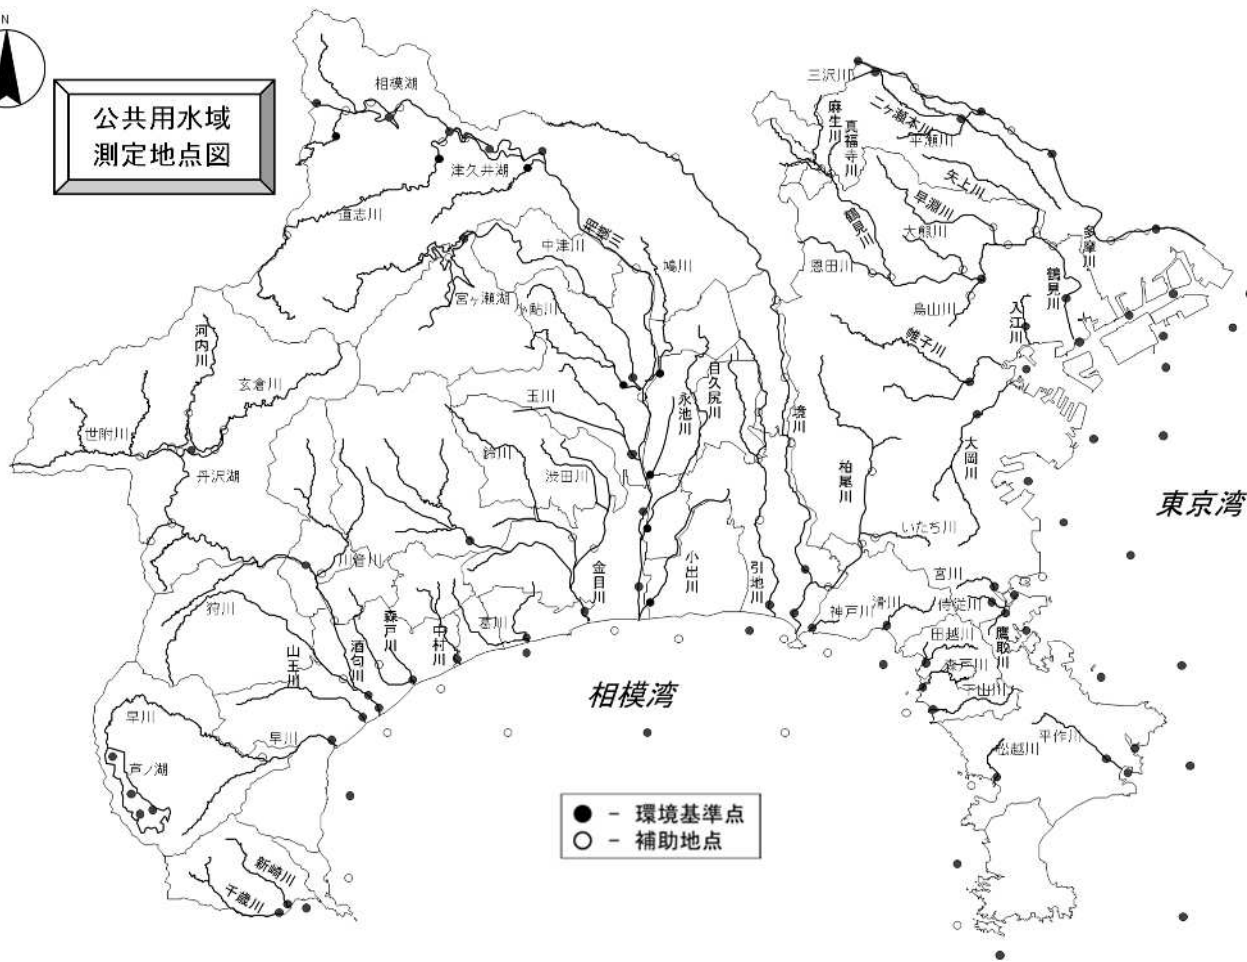 N
公共用水域
測定地点図
相模湖
津久井湖
道志川
中津川
宮ヶ瀬湖
小鮎川
鳩川
三沢川
二ヶ領本川
平瀬川
麻生川
真福寺川
矢上川
早淵川
大熊川
鶴見川
恩田川
鳥山川
多摩川
鶴見川
入江川
帷子川
河内川
玄倉川
世附川
丹沢湖
玉川
永池川
目久尻川
鈴川
渋田川
境川
柏尾川
大岡川
いたち川
東京湾
川音川
金目川
小出川
引地川
神戸川
滑川
宮川
侍従川
鷹取川
田越川
森戸川
下山川
狩川
山王川
酒匂川
森戸川
中村川
葛川
相模湾
早川
早川
芦ノ湖
松越川
平作川
新崎川
千歳川
● － 環境基準点
○ － 補助地点